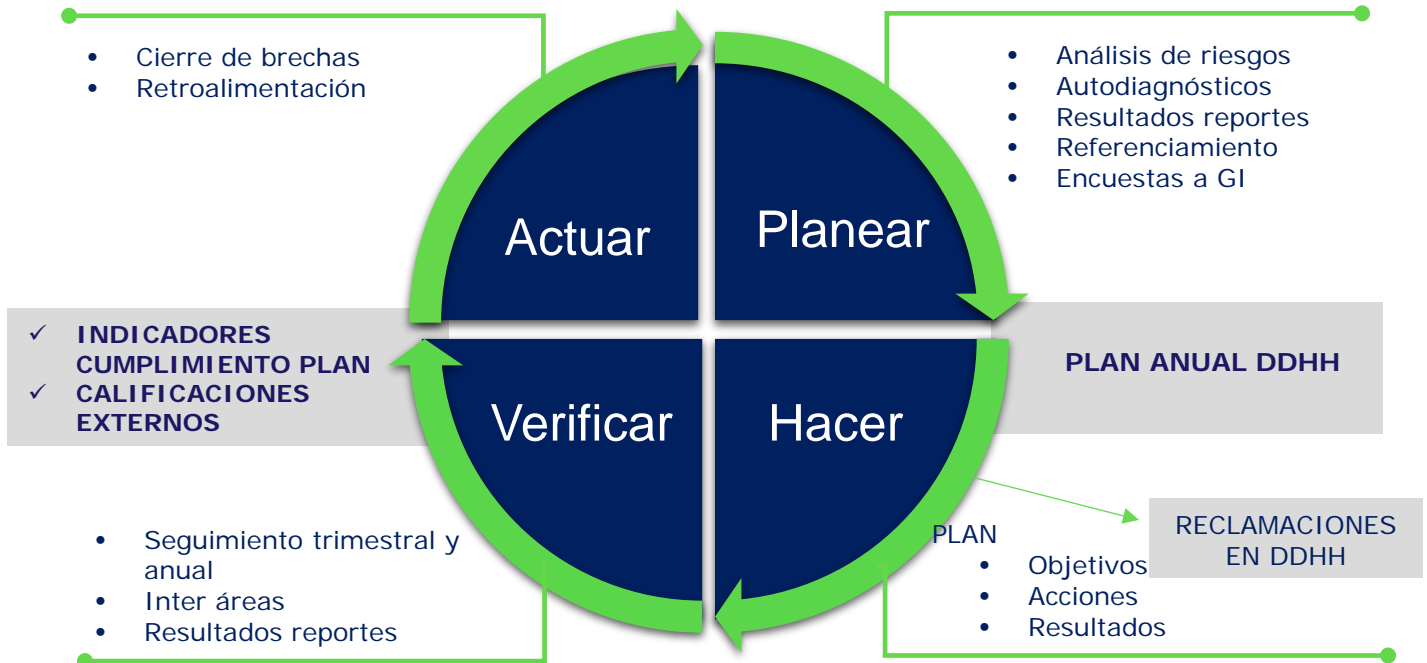 • Cierre de brechas
• Retroalimentación
• Análisis de riesgos
• Autodiagnósticos
• Resultados reportes
• Referenciamiento
• Encuestas a GI
Actuar
Planear
✓ INDICADORES
CUMPLIMIENTO PLAN
✓ CALIFICACIONES
EXTERNOS
PLAN ANUAL DDHH
Verificar
Hacer
• Seguimiento trimestral y
anual
• Inter áreas
• Resultados reportes
PLAN
• Objetivos
• Acciones
• Resultados
RECLAMACIONES
EN DDHH